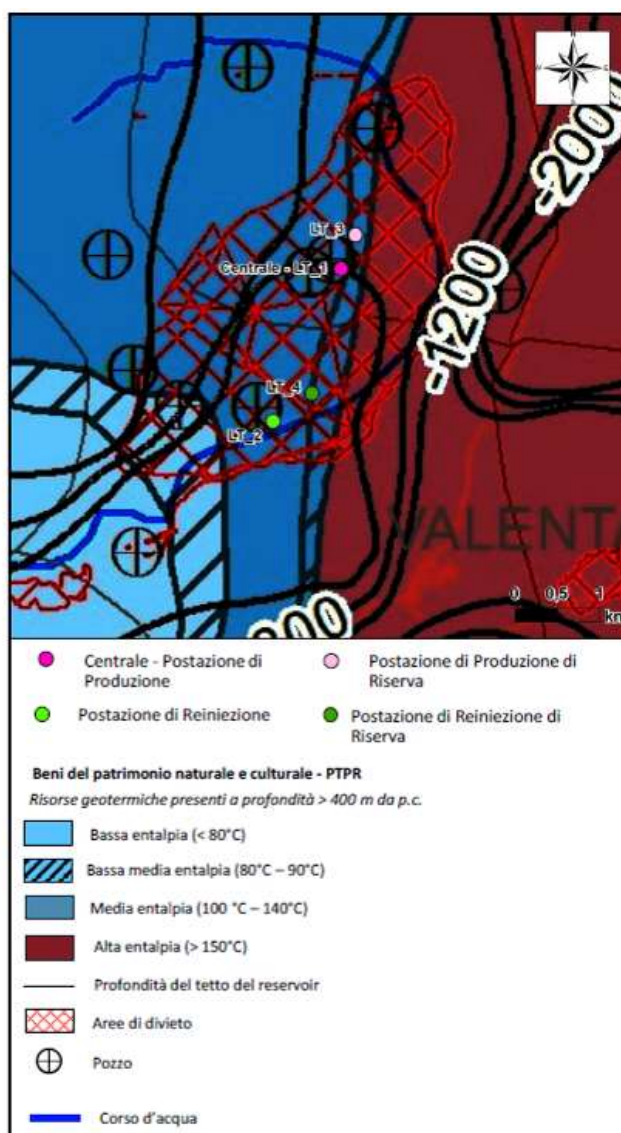 -2000
LT_3
Centrale - LT_1
-1200
LT_4
LT_2
VALENTA
0 0,5 1
km
Centrale - Postazione di
Produzione
Postazione di Produzione di
Riserva
Postazione di Reiniezione
Postazione di Reiniezione di
Riserva
Beni del patrimonio naturale e culturale - PTPR
Risorse geotermiche presenti a profondità > 400 m da p.c.
Bassa entalpia (< 80°C)
Bassa media entalpia (80°C – 90°C)
Media entalpia (100 °C – 140°C)
Alta entalpia (> 150°C)
Profondità del tetto del reservoir
Aree di divieto
Pozzo
Corso d'acqua